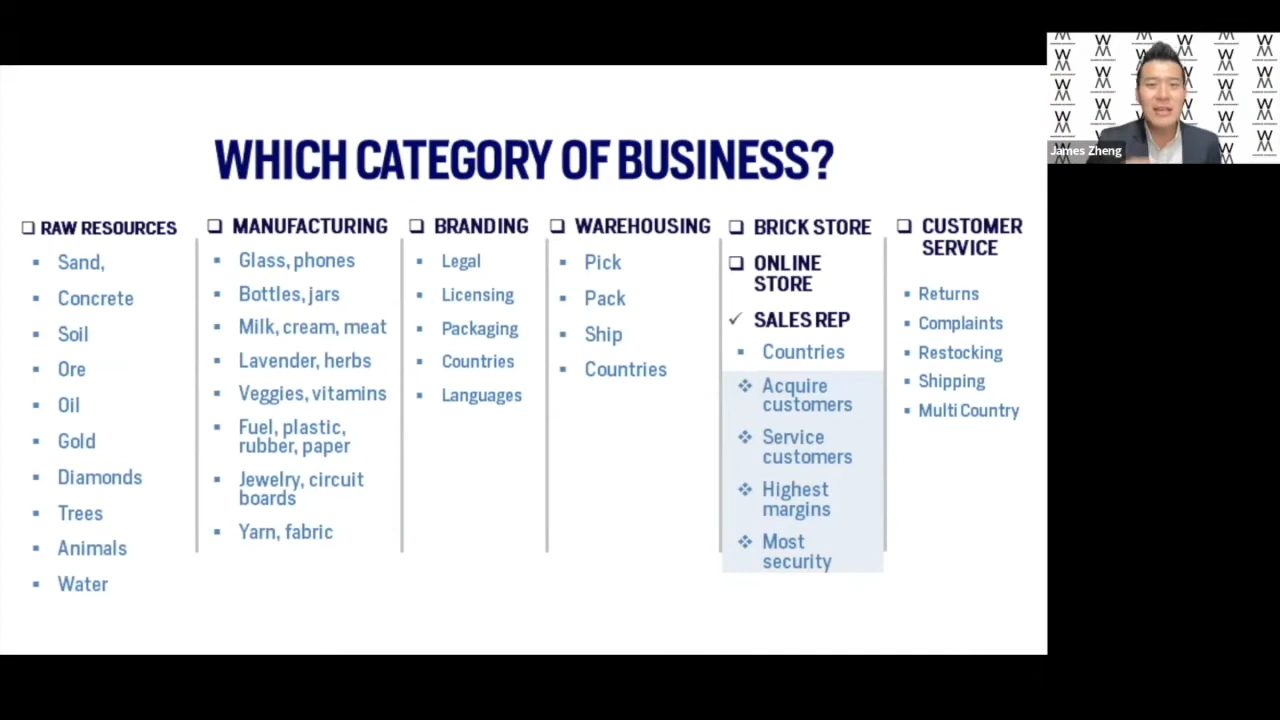 WHICH CATEGORY OF BUSINESS?
RAW RESOURCES
Sand,
Concrete
Soil
Ore
Oil
Gold
Diamonds
Trees
Animals
Water
MANUFACTURING
Glass, phones
Bottles, jars
Milk, cream, meat
Lavender, herbs
Veggies, vitamins
Fuel, plastic,
rubber, paper
Jewelry, circuit
boards
Yarn, fabric
BRANDING
Legal
Licensing
Packaging
Countries
Languages
WAREHOUSING
Pick
Pack
Ship
Countries
BRICK STORE
ONLINE
STORE
SALES REP
Countries
Acquire
customers
Service
customers
Highest
margins
Most
security
CUSTOMER
SERVICE
Returns
Complaints
Restocking
Shipping
Multi Country
James Zheng